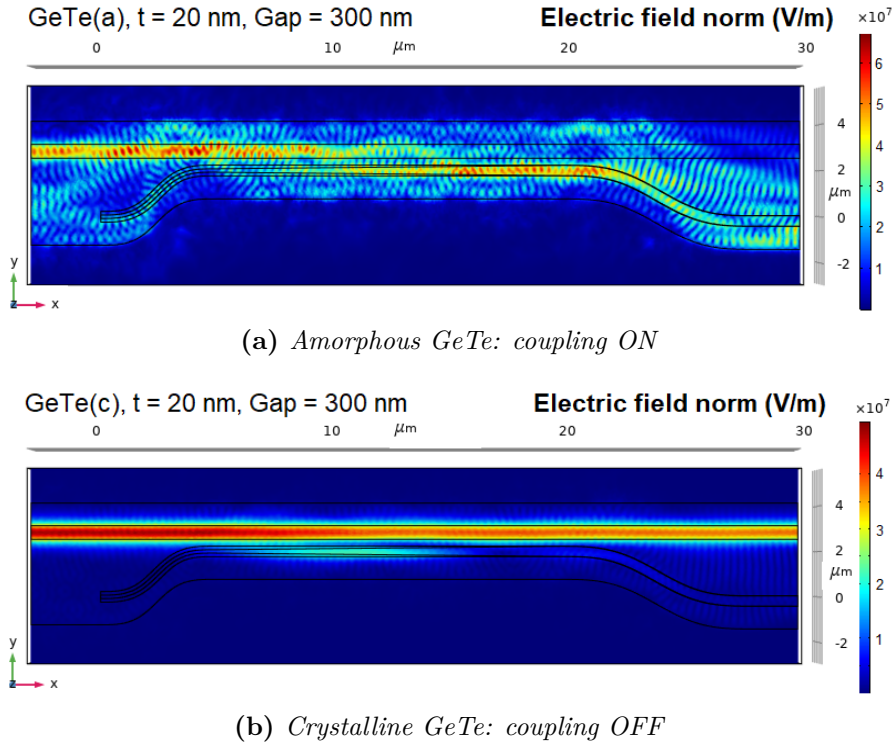 GeTe(a), t = 20 nm, Gap = 300 nm Electric field norm (V/m)
0 10 μm 20 30
×10⁷
6
5
4
3
2
1
4
2
μm
0
-2
y
z x
(a) Amorphous GeTe: coupling ON
GeTe(c), t = 20 nm, Gap = 300 nm Electric field norm (V/m)
0 10 μm 20 30
×10⁷
4
3
2
1
4
2
μm
0
-2
y
z x
(b) Crystalline GeTe: coupling OFF